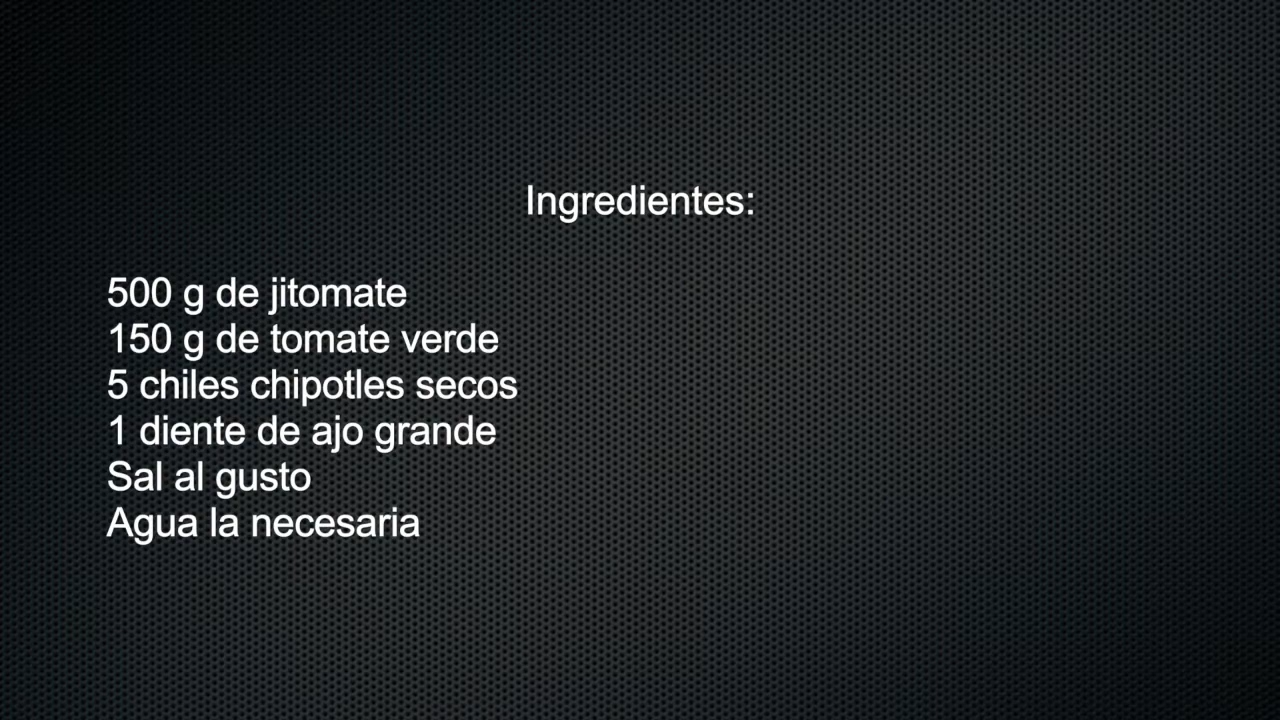 Ingredientes:
500 g de jitomate
150 g de tomate verde
5 chiles chipotles secos
1 diente de ajo grande
Sal al gusto
Agua la necesaria